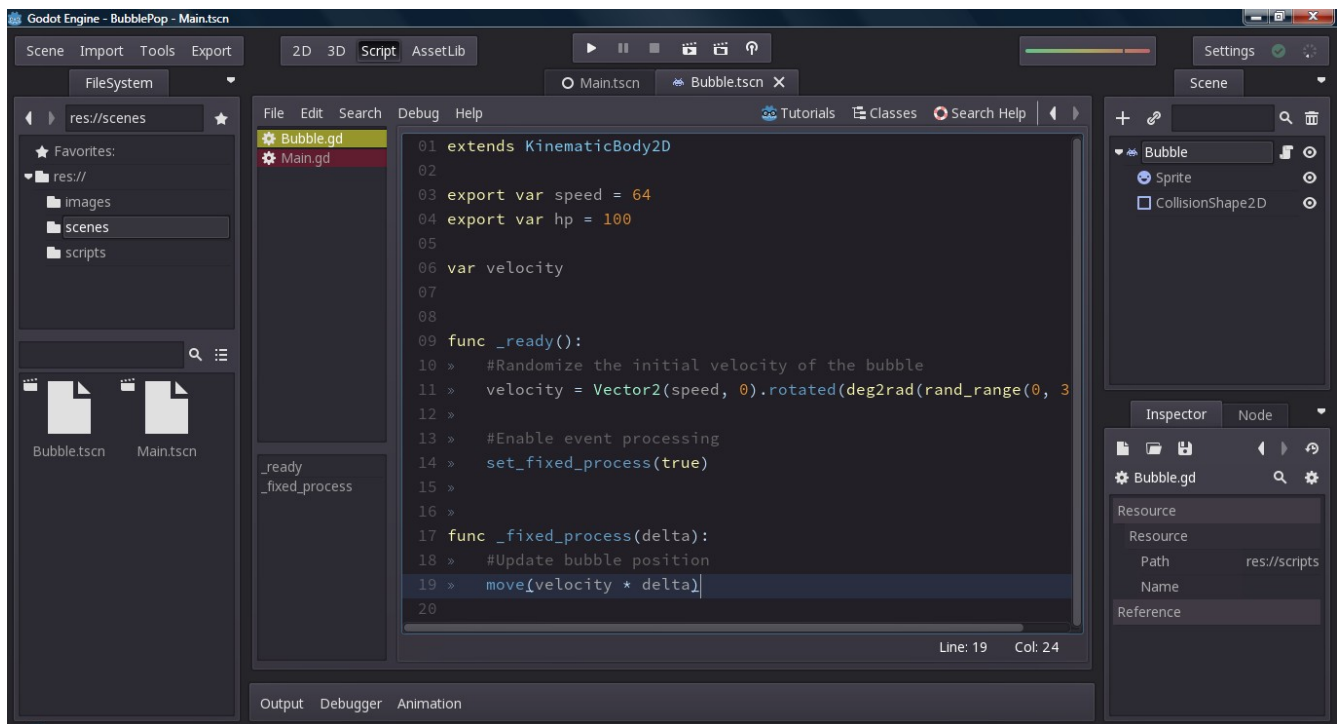 Godot Engine - BubblePop - Main.tscn
Scene Import Tools Export
2D 3D Script AssetLib
Settings
FileSystem
Main.tscn
Bubble.tscn
Scene
res://scenes
Favorites:
res://
images
scenes
scripts
Bubble.tscn
Main.tscn
File Edit Search Debug Help
Tutorials Classes Search Help
Bubble.gd
Main.gd
_ready
_fixed_process
01 extends KinematicBody2D
02
03 export var speed = 64
04 export var hp = 100
05
06 var velocity
07
08
09 func _ready():
10 » #Randomize the initial velocity of the bubble
11 » velocity = Vector2(speed, 0).rotated(deg2rad(rand_range(0, 3
12 »
13 » #Enable event processing
14 » set_fixed_process(true)
15 »
16 »
17 func _fixed_process(delta):
18 » #Update bubble position
19 » move(velocity * delta)
20
Line: 19 Col: 24
Output Debugger Animation
Bubble
Sprite
CollisionShape2D
Inspector Node
Bubble.gd
Resource
Resource
Path res://scripts
Name
Reference